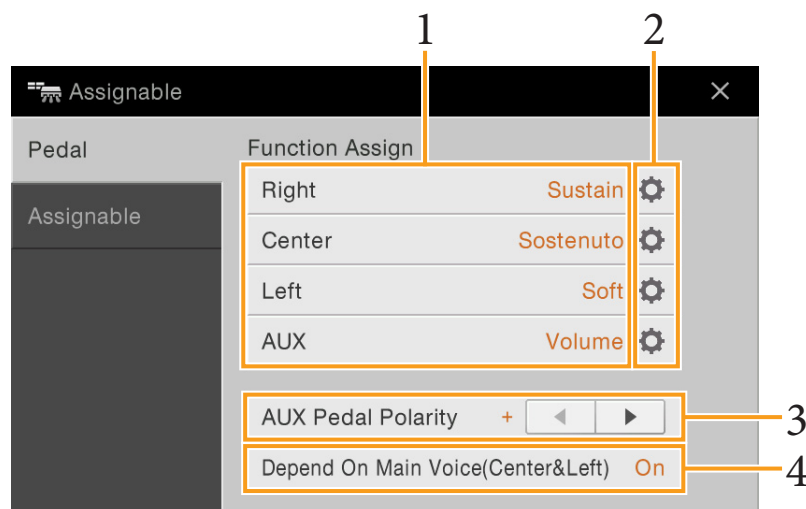 1 2
Assignable
Pedal
Function Assign
Right Sustain
Assignable
Center Sostenuto
Left Soft
AUX Volume
AUX Pedal Polarity +
3
Depend On Main Voice(Center&Left) On
4